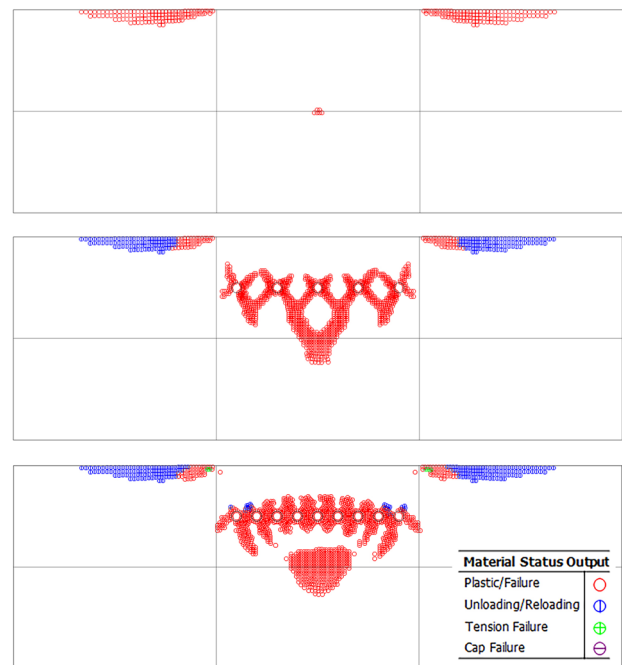 Material Status Output
Plastic/Failure
Unloading/Reloading
Tension Failure
Cap Failure